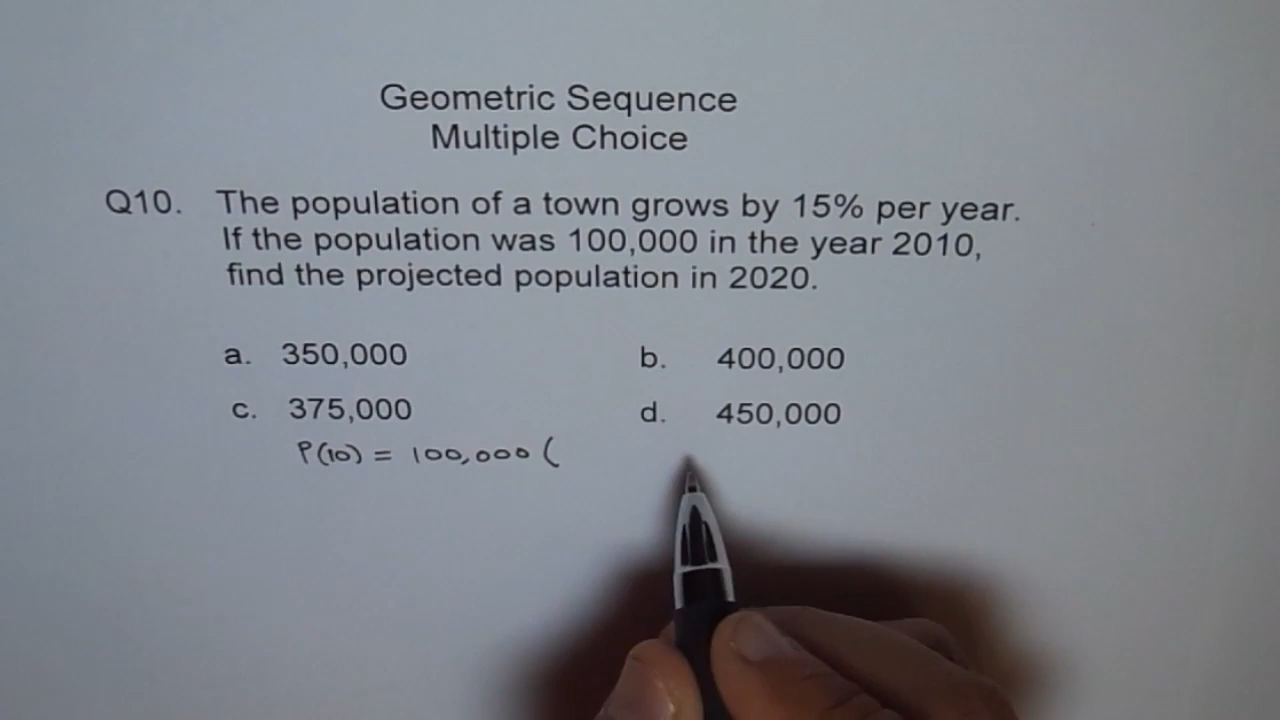 Geometric Sequence
Multiple Choice
Q10. The population of a town grows by 15% per year.
If the population was 100,000 in the year 2010,
find the projected population in 2020.
a. 350,000 b. 400,000
c. 375,000 d. 450,000
P(10) = 100,000 (